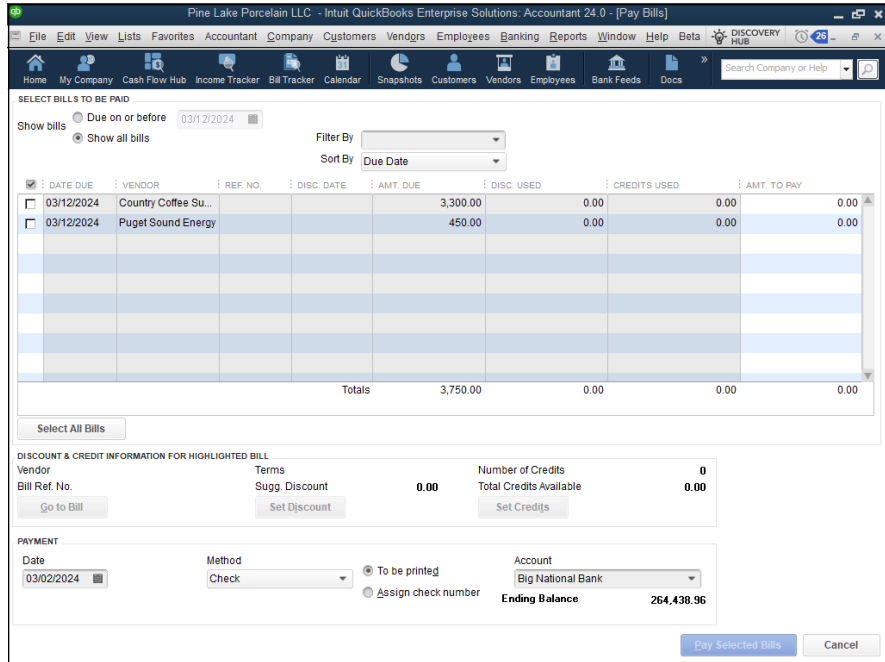 qb Pine Lake Porcelain LLC - Intuit QuickBooks Enterprise Solutions: Accountant 24.0 - [Pay Bills]
File Edit View Lists Favorites Accountant Company Customers Vendors Employees Banking Reports Window Help Beta DISCOVERY HUB 26
Home My Company Cash Flow Hub Income Tracker Bill Tracker Calendar Snapshots Customers Vendors Employees Bank Feeds Docs » Search Company or Help
SELECT BILLS TO BE PAID
Show bills Due on or before 03/12/2024
Show all bills Filter By
Sort By Due Date
DATE DUE VENDOR REF. NO. DISC. DATE AMT. DUE DISC. USED CREDITS USED AMT. TO PAY
03/12/2024 Country Coffee Su... 3,300.00 0.00 0.00 0.00
03/12/2024 Puget Sound Energy 450.00 0.00 0.00 0.00
Totals 3,750.00 0.00 0.00 0.00
Select All Bills
DISCOUNT & CREDIT INFORMATION FOR HIGHLIGHTED BILL
Vendor Terms Number of Credits 0
Bill Ref. No. Sugg. Discount 0.00 Total Credits Available 0.00
Go to Bill Set Discount Set Credits
PAYMENT
Date Method Account
03/02/2024 Check To be printed Big National Bank
Assign check number Ending Balance 264,438.96
Pay Selected Bills Cancel